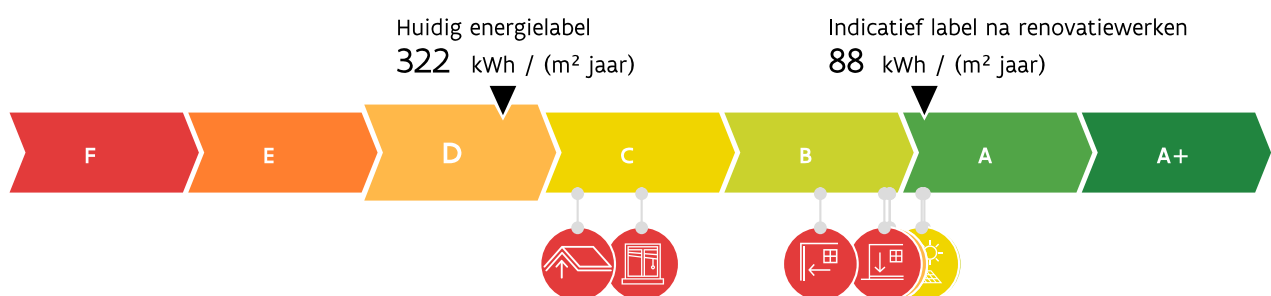 Huidig energielabel
322 kWh / (m² jaar)
Indicatief label na renovatiewerken
88 kWh / (m² jaar)
F E D C B A A+